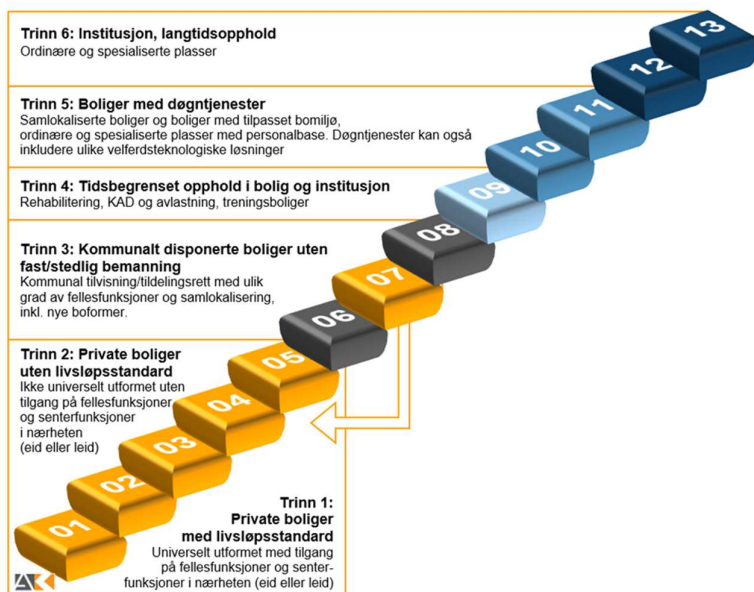 Trinn 6: Institusjon, langtidsopphold
Ordinære og spesialiserte plasser
Trinn 5: Boliger med døgntjenester
Samlokaliserte boliger og boliger med tilpasset bomiljø,
ordinære og spesialiserte plasser med personalbase. Døgntjenester kan også
inkludere ulike velferdsteknologiske løsninger
Trinn 4: Tidsbegrenset opphold i bolig og institusjon
Rehabilitering, KAD og avlastning, treningsboliger
Trinn 3: Kommunalt disponerte boliger uten
fast/stedlig bemanning
Kommunal tilvisning/tildelingsrett med ulik
grad av fellesfunksjoner og samlokalisering,
inkl. nye boformer.
Trinn 2: Private boliger
uten livsløpsstandard
Ikke universelt utformet uten
tilgang på fellesfunksjoner
og senterfunksjoner
i nærheten
(eid eller leid)
Trinn 1:
Private boliger
med livsløpsstandard
Universelt utformet med tilgang
på fellesfunksjoner og senter-
funksjoner i nærheten (eid eller leid)
01
02
03
04
05
06
07
08
09
10
11
12
13